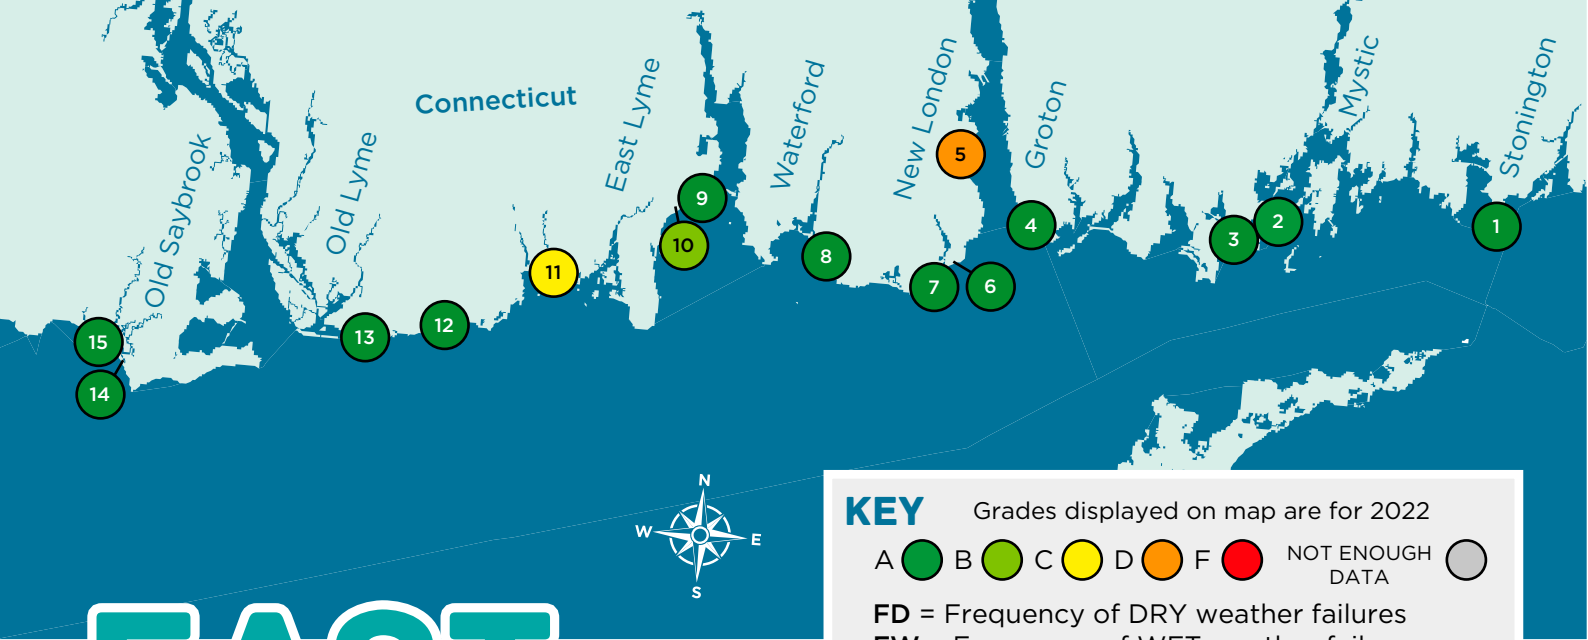 Connecticut
Old Saybrook
Old Lyme
East Lyme
Waterford
New London
Groton
Mystic
Stonington
15
14
13
12
11
10
9
8
7
6
5
4
3
2
1
N
W
E
S
EAST
KEY
Grades displayed on map are for 2022
A
B
C
D
F
NOT ENOUGH
DATA
FD = Frequency of DRY weather failures